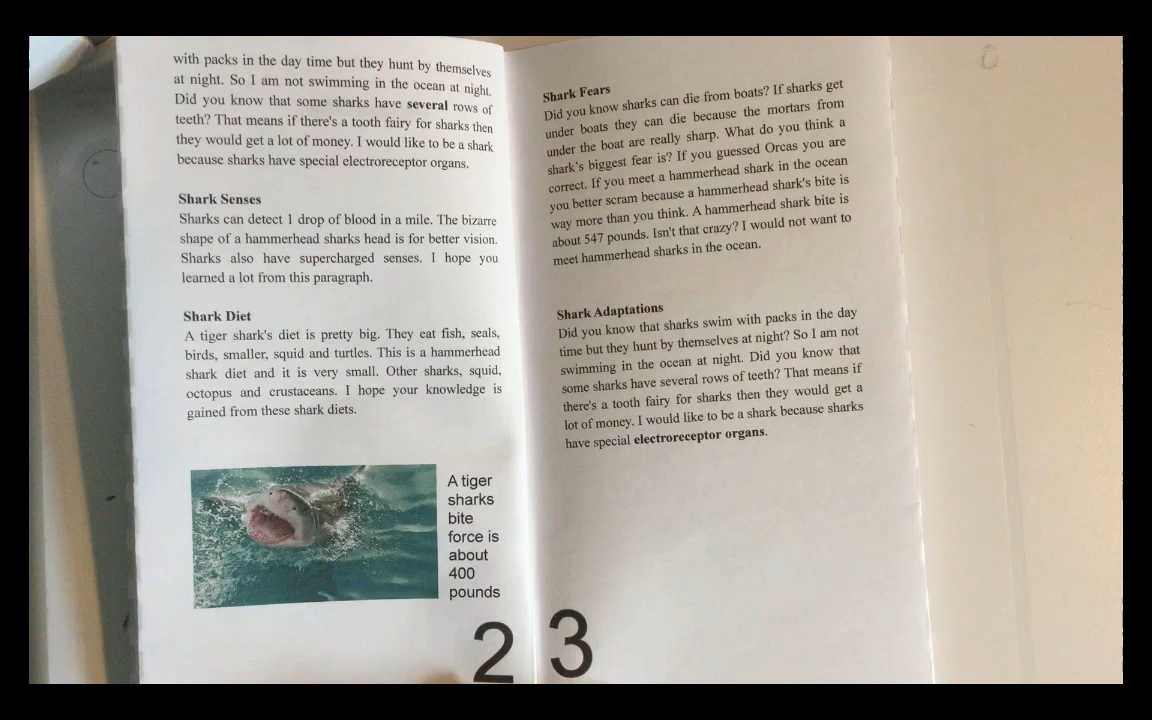 with packs in the day time but they hunt by themselves
at night. So I am not swimming in the ocean at night.
Did you know that some sharks have several rows of
teeth? That means if there's a tooth fairy for sharks then
they would get a lot of money. I would like to be a shark
because sharks have special electroreceptor organs.
Shark Senses
Sharks can detect 1 drop of blood in a mile. The bizarre
shape of a hammerhead sharks head is for better vision.
Sharks also have supercharged senses. I hope you
learned a lot from this paragraph.
Shark Diet
A tiger shark's diet is pretty big. They eat fish, seals,
birds, smaller, squid and turtles. This is a hammerhead
shark diet and it is very small. Other sharks, squid,
octopus and crustaceans. I hope your knowledge is
gained from these shark diets.
A tiger
sharks
bite
force is
about
400
pounds
2
Shark Fears
Did you know sharks can die from boats? If sharks get
under boats they can die because the mortars from
under the boat are really sharp. What do you think a
shark's biggest fear is? If you guessed Orcas you are
correct. If you meet a hammerhead shark in the ocean
you better scram because a hammerhead shark's bite is
way more than you think. A hammerhead shark bite is
about 547 pounds. Isn't that crazy? I would not want to
meet hammerhead sharks in the ocean.
Shark Adaptations
Did you know that sharks swim with packs in the day
time but they hunt by themselves at night? So I am not
swimming in the ocean at night. Did you know that
some sharks have several rows of teeth? That means if
there's a tooth fairy for sharks then they would get a
lot of money. I would like to be a shark because sharks
have special electroreceptor organs.
3